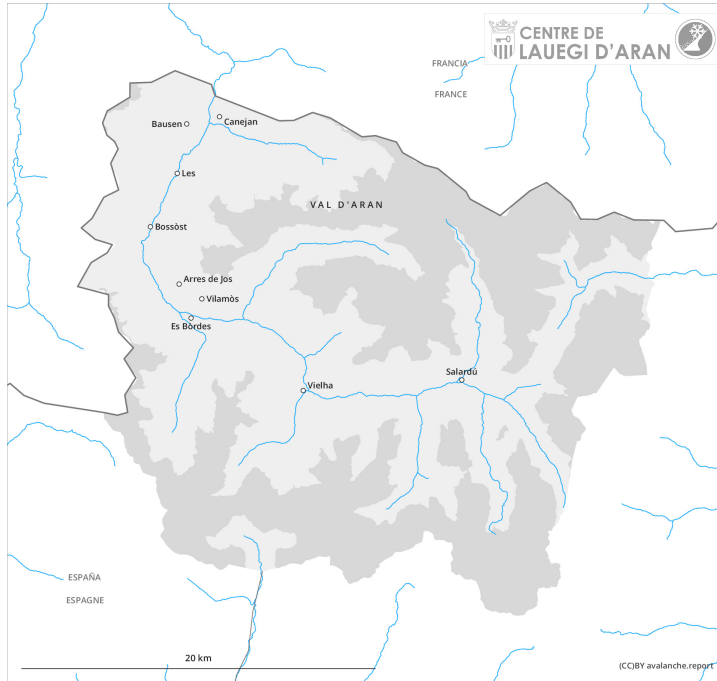 CENTRE DE
LAUEGI D'ARAN
FRANCIA
FRANCE
Bausen
Canejan
Les
VAL D'ARAN
Bossòst
Arres de Jos
Vilamòs
Es Bòrdes
Salardú
Vielha
ESPAÑA
ESPAGNE
20 km
(CC)BY avalanche.report